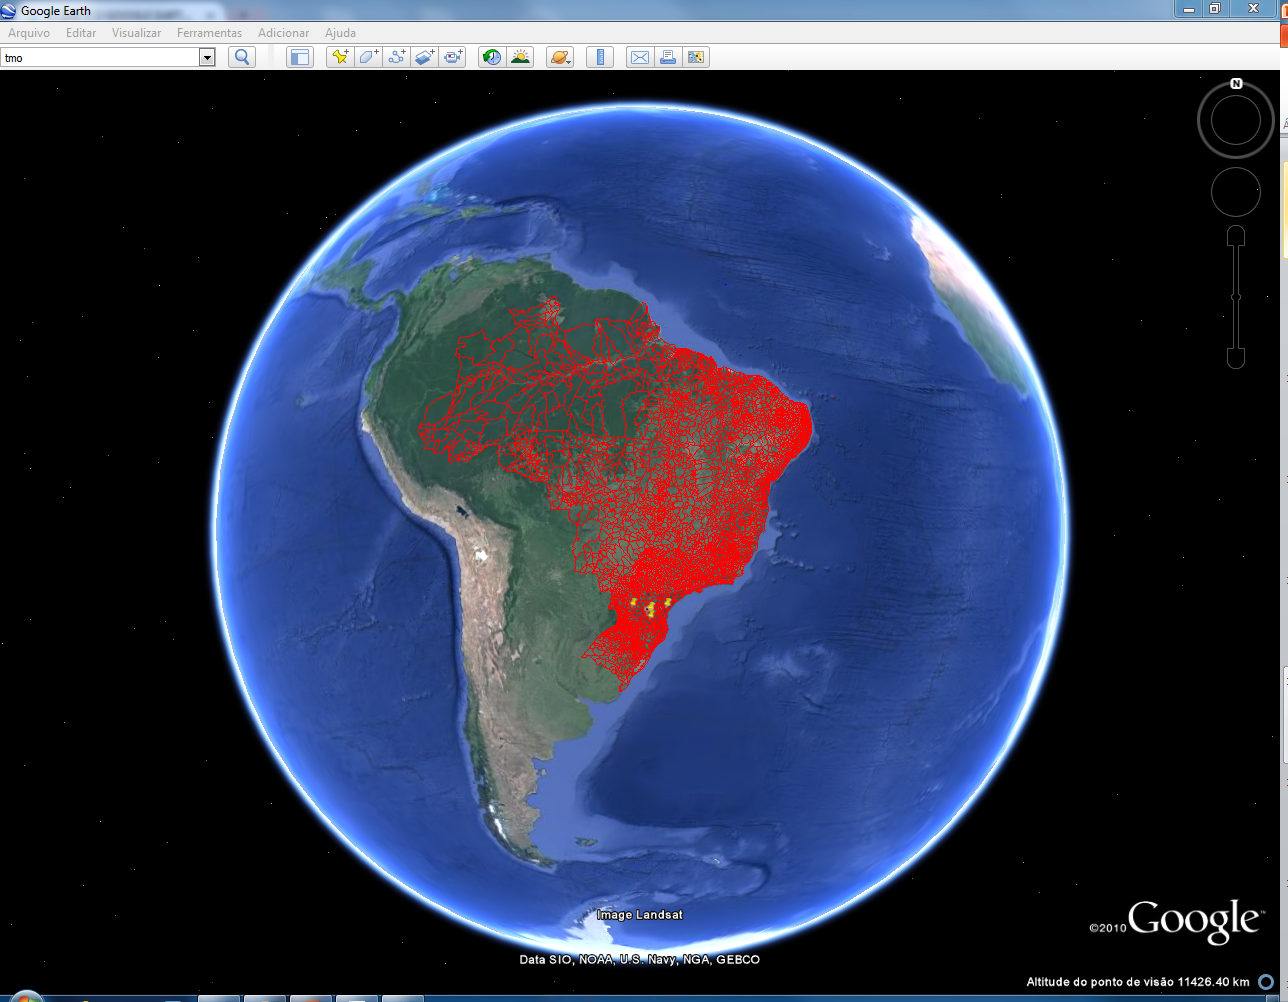 Google Earth
Arquivo Editar Visualizar Ferramentas Adicionar Ajuda
tmo
N
Image Landsat
©2010 Google™
Data SIO, NOAA, U.S. Navy, NGA, GEBCO
Altitude do ponto de visão 11426.40 km